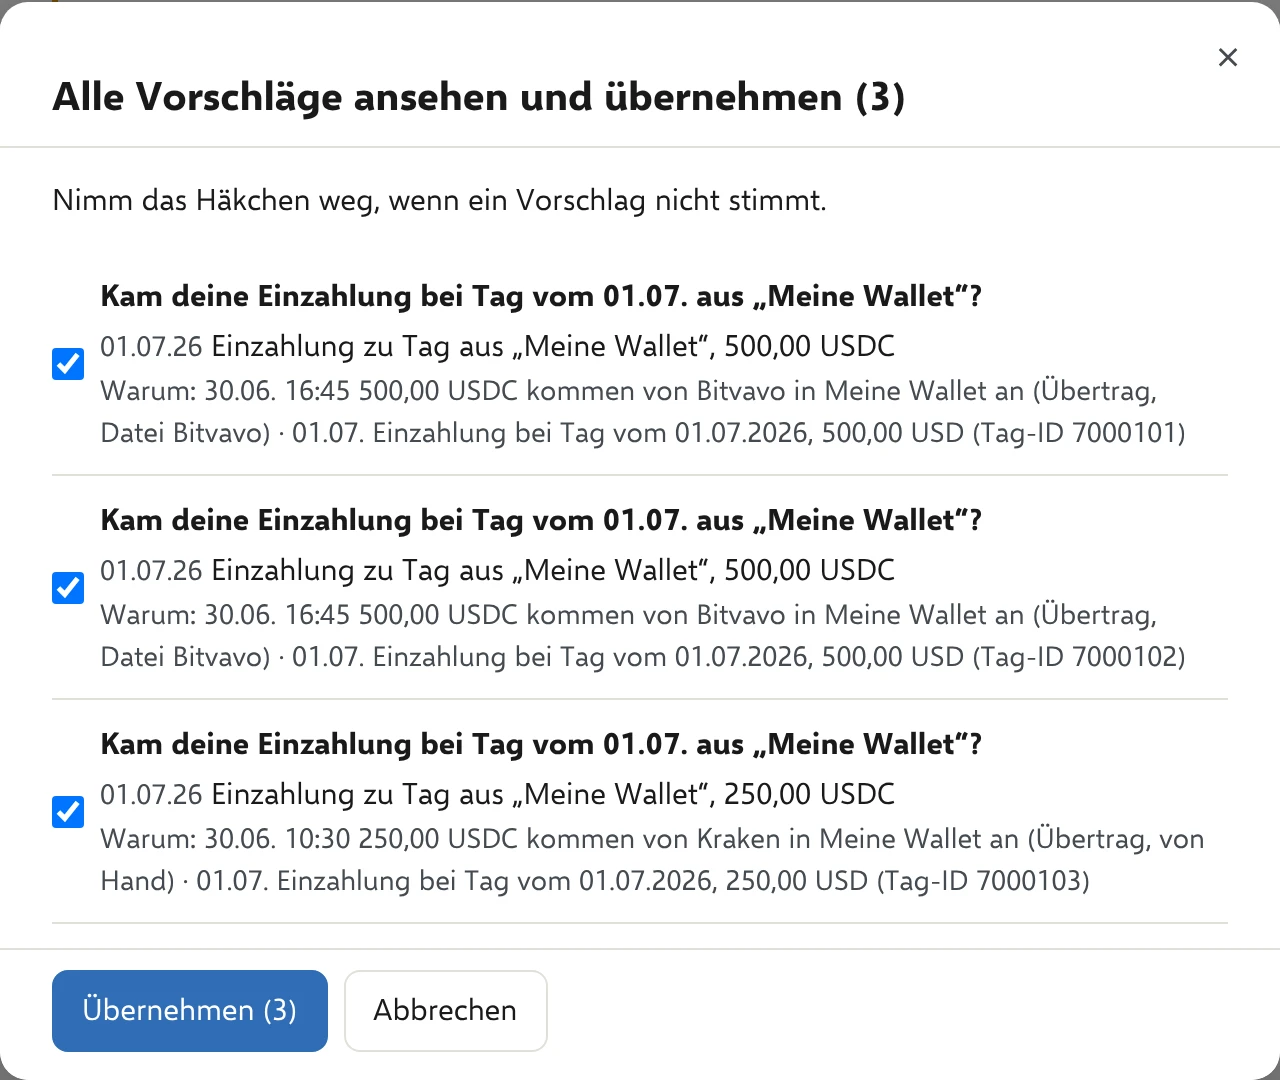 ×
Alle Vorschläge ansehen und übernehmen (3)
Nimm das Häkchen weg, wenn ein Vorschlag nicht stimmt.
Kam deine Einzahlung bei Tag vom 01.07. aus „Meine Wallet“?
01.07.26 Einzahlung zu Tag aus „Meine Wallet“, 500,00 USDC
Warum: 30.06. 16:45 500,00 USDC kommen von Bitvavo in Meine Wallet an (Übertrag,
Datei Bitvavo) · 01.07. Einzahlung bei Tag vom 01.07.2026, 500,00 USD (Tag-ID 7000101)
Kam deine Einzahlung bei Tag vom 01.07. aus „Meine Wallet“?
01.07.26 Einzahlung zu Tag aus „Meine Wallet“, 500,00 USDC
Warum: 30.06. 16:45 500,00 USDC kommen von Bitvavo in Meine Wallet an (Übertrag,
Datei Bitvavo) · 01.07. Einzahlung bei Tag vom 01.07.2026, 500,00 USD (Tag-ID 7000102)
Kam deine Einzahlung bei Tag vom 01.07. aus „Meine Wallet“?
01.07.26 Einzahlung zu Tag aus „Meine Wallet“, 250,00 USDC
Warum: 30.06. 10:30 250,00 USDC kommen von Kraken in Meine Wallet an (Übertrag, von
Hand) · 01.07. Einzahlung bei Tag vom 01.07.2026, 250,00 USD (Tag-ID 7000103)
Übernehmen (3)
Abbrechen